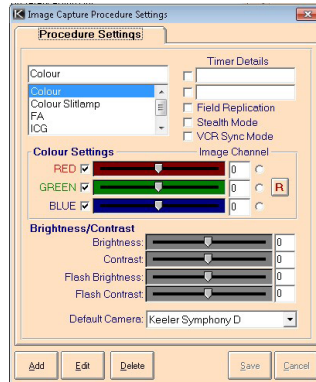 Image Capture Procedure Settings
Procedure Settings
Timer Details
Colour
Colour
Colour Slitlamp
FA
ICG
Field Replication
Stealth Mode
VCR Sync Mode
Colour Settings
Image Channel
RED 0
GREEN 0 R
BLUE 0
Brightness/Contrast
Brightness: 0
Contrast: 0
Flash Brightness: 0
Flash Contrast: 0
Default Camera: Keeler Symphony D
Add Edit Delete Save Cancel